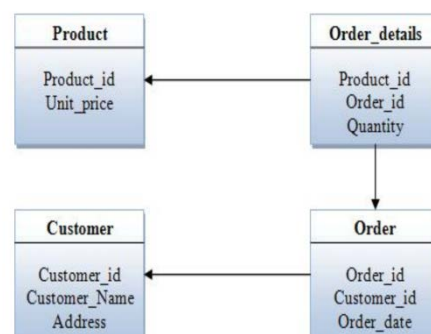 Product
Product_id
Unit_price
Order_details
Product_id
Order_id
Quantity
Customer
Customer_id
Customer_Name
Address
Order
Order_id
Customer_id
Order_date